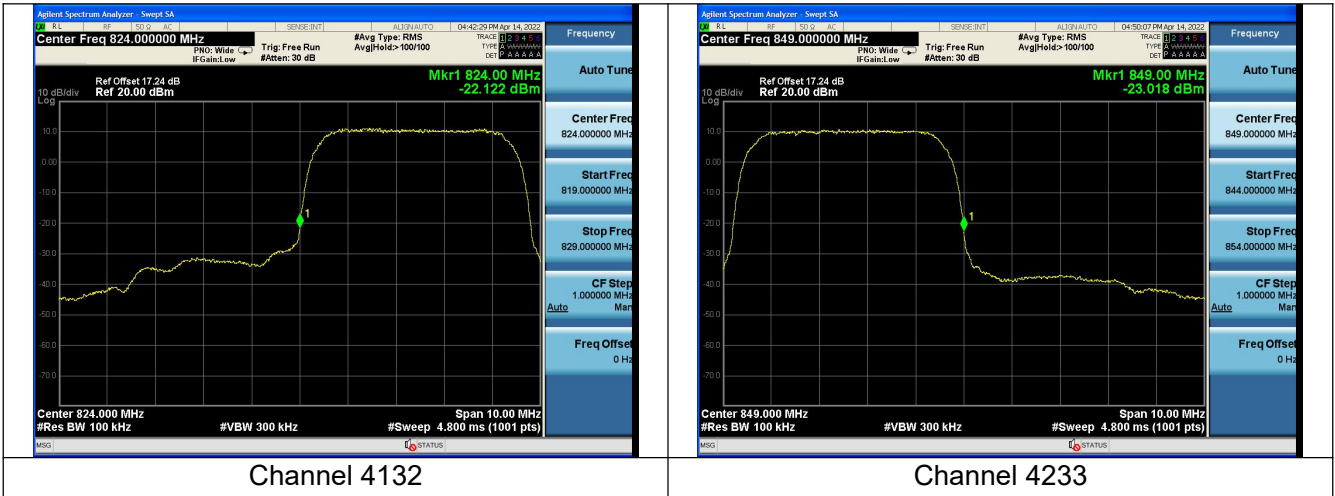 Agilent Spectrum Analyzer - Swept SA
RL RF 50 Ω AC SENSE:INT ALIGNAUTO 04:42:29 PM Apr 14, 2022
Center Freq 824.000000 MHz
#Avg Type: RMS
TRACE 1 2 3 4 5 6
PNO: Wide
Trig: Free Run
Avg|Hold:> 100/100
TYPE A
IFGain:Low
#Atten: 30 dB
DET P A A A A A
Ref Offset 17.24 dB
Mkr1 824.00 MHz
10 dB/div
Ref 20.00 dBm
-22.122 dBm
Log
10.0
0.00
1
-10.0
-20.0
-30.0
-40.0
-50.0
-60.0
-70.0
Center 824.000 MHz
Span 10.00 MHz
#Res BW 100 kHz
#VBW 300 kHz
#Sweep 4.800 ms (1001 pts)
MSG
STATUS
Frequency
Auto Tune
Center Freq
824.000000 MHz
Start Freq
819.000000 MHz
Stop Freq
829.000000 MHz
CF Step
1.000000 MHz
Auto Man
Freq Offset
0 Hz
Channel 4132
Agilent Spectrum Analyzer - Swept SA
RL RF 50 Ω AC SENSE:INT ALIGNAUTO 04:50:07 PM Apr 14, 2022
Center Freq 849.000000 MHz
#Avg Type: RMS
TRACE 1 2 3 4 5 6
PNO: Wide
Trig: Free Run
Avg|Hold:> 100/100
TYPE A
IFGain:Low
#Atten: 30 dB
DET P A A A A A
Ref Offset 17.24 dB
Mkr1 849.00 MHz
10 dB/div
Ref 20.00 dBm
-23.018 dBm
Log
10.0
0.00
-10.0
1
-20.0
-30.0
-40.0
-50.0
-60.0
-70.0
Center 849.000 MHz
Span 10.00 MHz
#Res BW 100 kHz
#VBW 300 kHz
#Sweep 4.800 ms (1001 pts)
MSG
STATUS
Frequency
Auto Tune
Center Freq
849.000000 MHz
Start Freq
844.000000 MHz
Stop Freq
854.000000 MHz
CF Step
1.000000 MHz
Auto Man
Freq Offset
0 Hz
Channel 4233